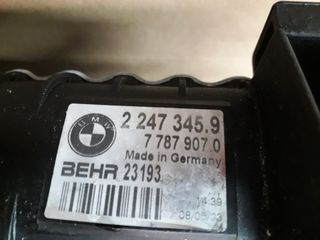 BMW
2 247 345.9
7 787 907.0
Made in Germany
BEHR 23193
14:39
08.05.03